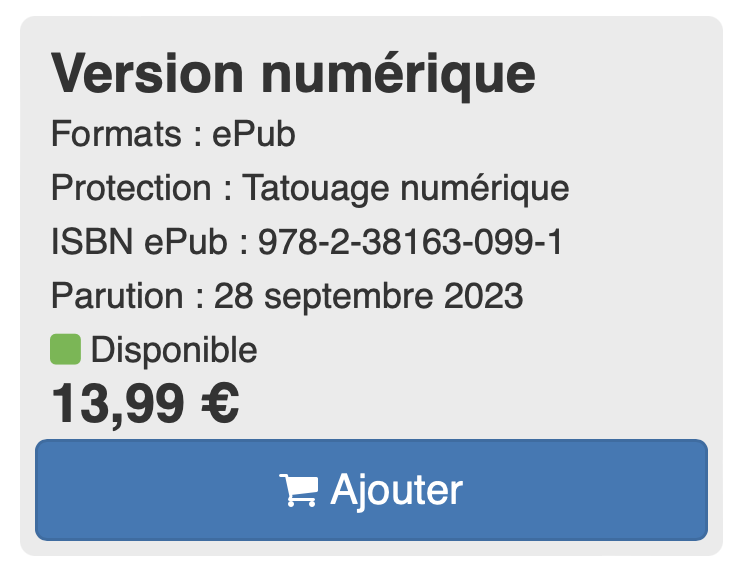 Version numérique
Formats : ePub
Protection : Tatouage numérique
ISBN ePub : 978-2-38163-099-1
Parution : 28 septembre 2023
Disponible
13,99 €
Ajouter